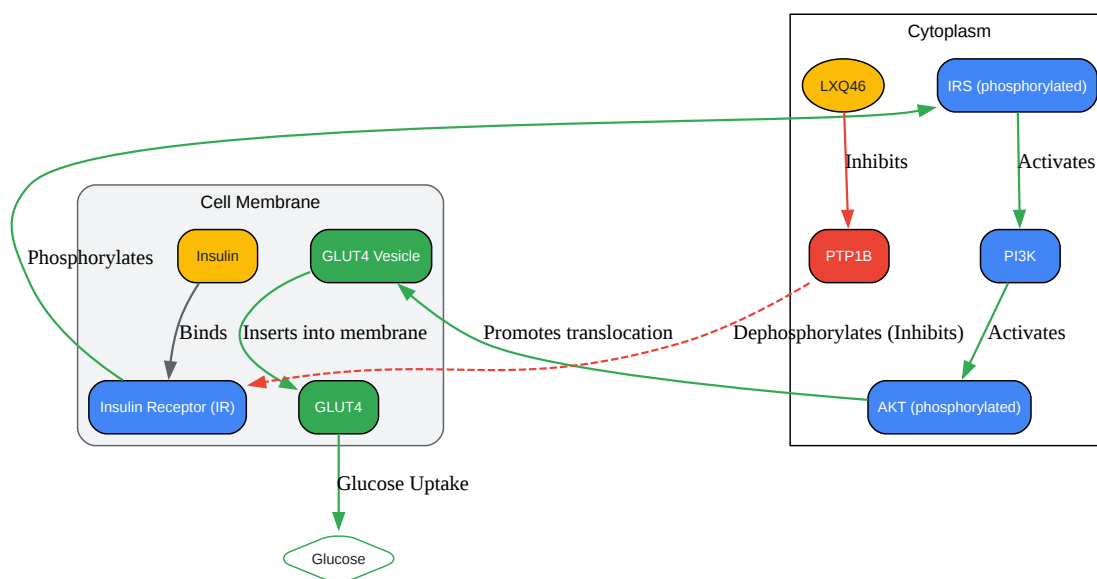 Cytoplasm
LXQ46
IRS (phosphorylated)
Inhibits
Activates
Cell Membrane
Phosphorylates
Insulin
GLUT4 Vesicle
PTP1B
PI3K
Binds
Inserts into membrane
Promotes translocation
Dephosphorylates (Inhibits)
Activates
Insulin Receptor (IR)
GLUT4
AKT (phosphorylated)
Glucose Uptake
Glucose